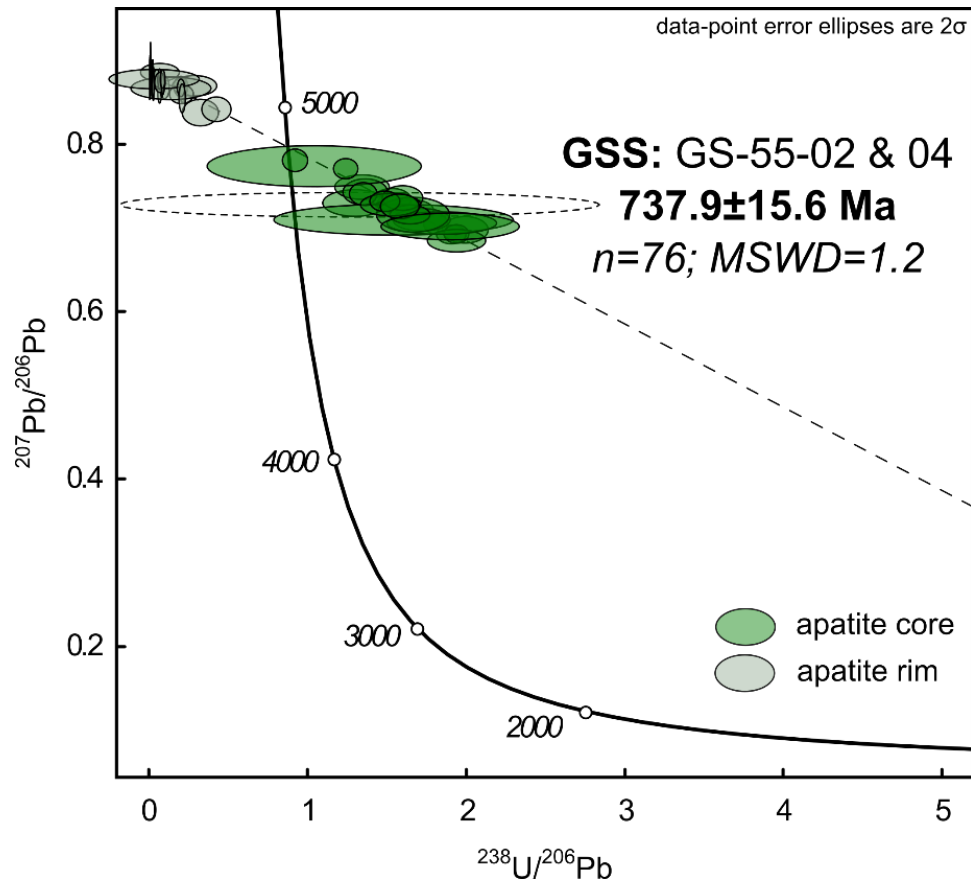 data-point error ellipses are 2σ
GSS: GS-55-02 & 04
737.9±15.6 Ma
n=76; MSWD=1.2
5000
4000
3000
2000
0.8
0.6
0.4
0.2
²⁰⁷Pb/²⁰⁶Pb
apatite core
apatite rim
0 1 2 3 4 5
²³⁸U/²⁰⁶Pb